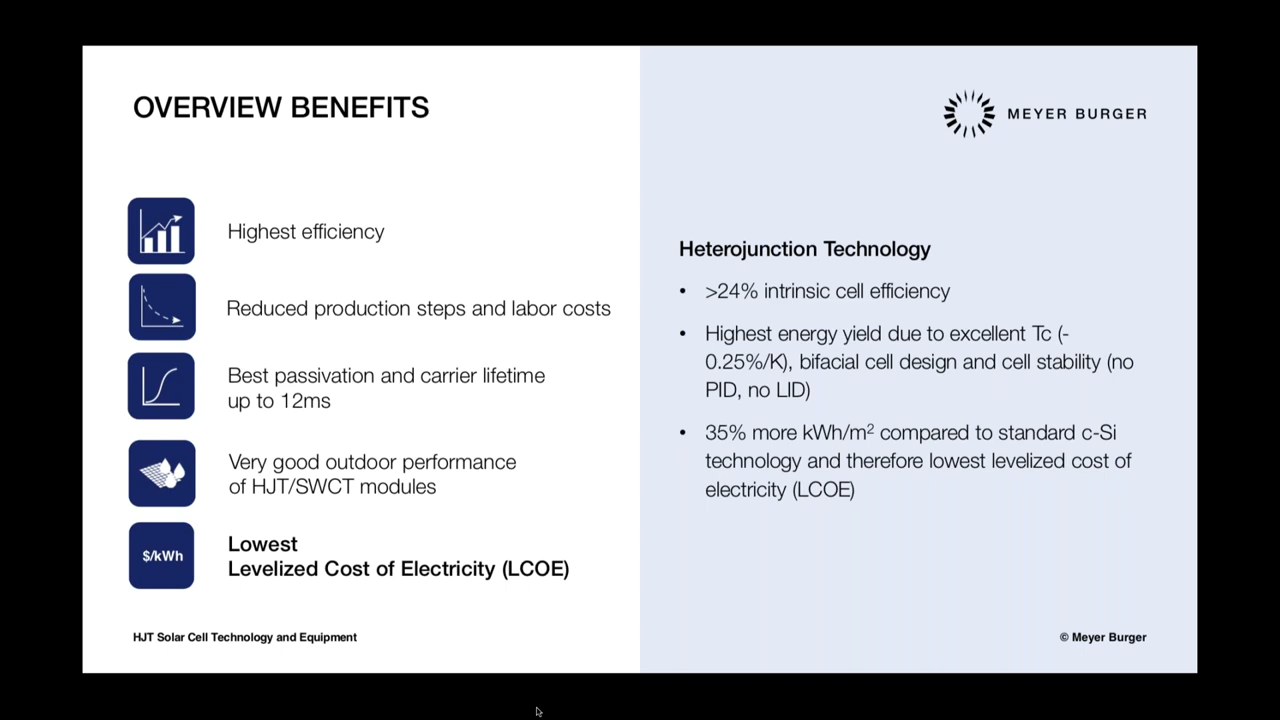 OVERVIEW BENEFITS
Highest efficiency
Reduced production steps and labor costs
Best passivation and carrier lifetime
up to 12ms
Very good outdoor performance
of HJT/SWCT modules
$/kWh
Lowest
Levelized Cost of Electricity (LCOE)
HJT Solar Cell Technology and Equipment
MEYER BURGER
Heterojunction Technology
• >24% intrinsic cell efficiency
• Highest energy yield due to excellent Tc (-
0.25%/K), bifacial cell design and cell stability (no
PID, no LID)
• 35% more kWh/m² compared to standard c-Si
technology and therefore lowest levelized cost of
electricity (LCOE)
© Meyer Burger